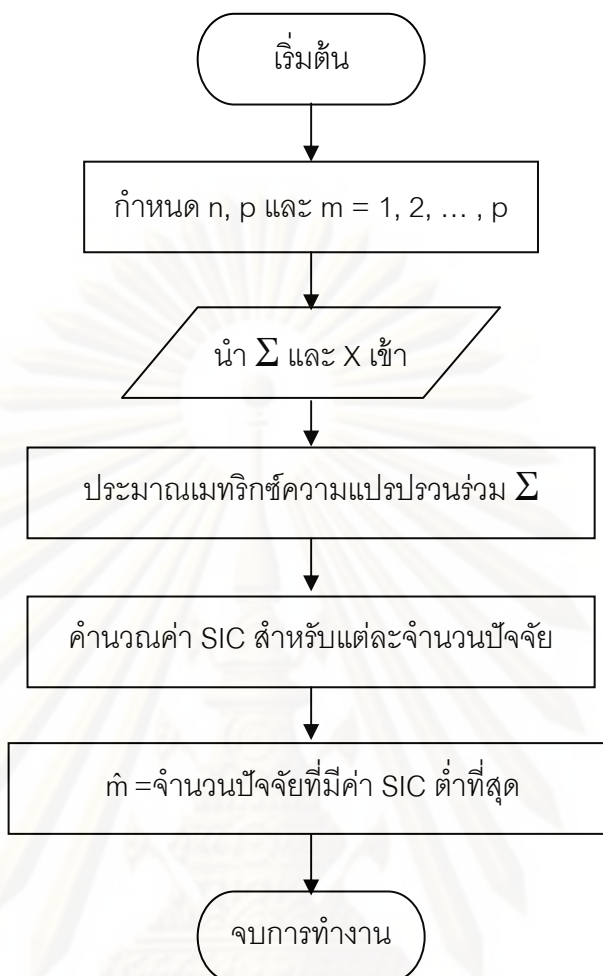 เริ่มต้น
กำหนด n, p และ m = 1, 2, … , p
นำ Σ และ X เข้า
ประมาณเมทริกซ์ความแปรปรวนร่วม Σ
คำนวณค่า SIC สำหรับแต่ละจำนวนปัจจัย
m̂ =จำนวนปัจจัยที่มีค่า SIC ต่ำที่สุด
จบการทำงาน